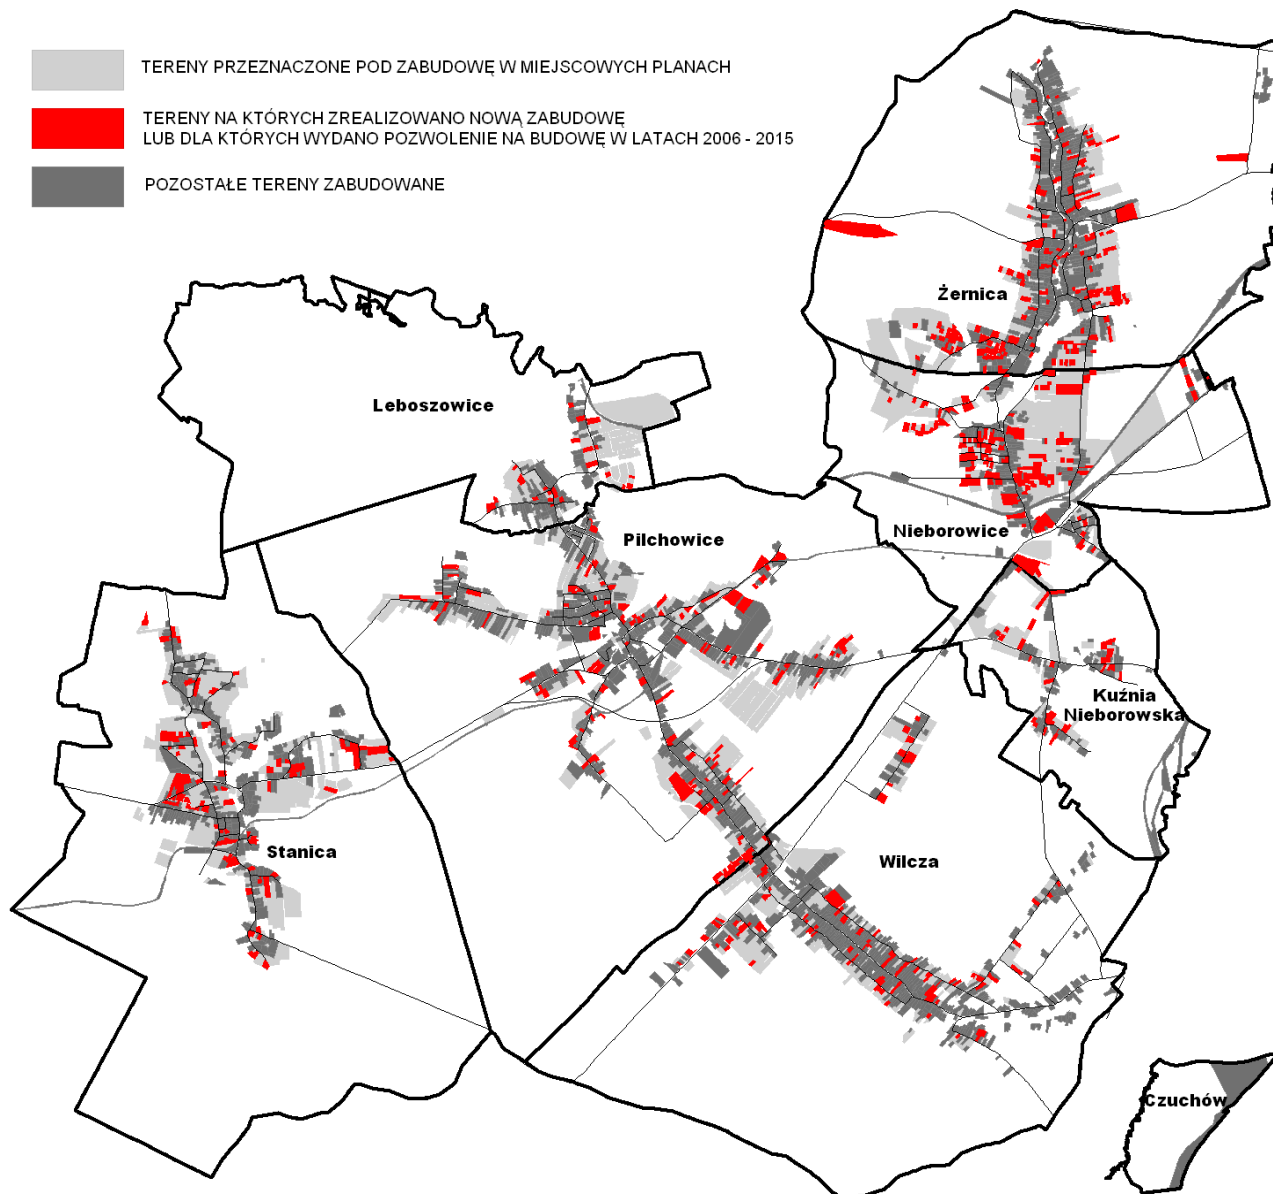 TERENY PRZEZNACZONE POD ZABUDOWĘ W MIEJSCOWYCH PLANACH
TERENY NA KTÓRYCH ZREALIZOWANO NOWĄ ZABUDOWĘ
LUB DLA KTÓRYCH WYDANO POZWOLENIE NA BUDOWĘ W LATACH 2006 - 2015
POZOSTAŁE TERENY ZABUDOWANE
Żernica
Leboszowice
Nieborowice
Pilchowice
Kuźnia
Nieborowska
Stanica
Wilcza
Czuchów